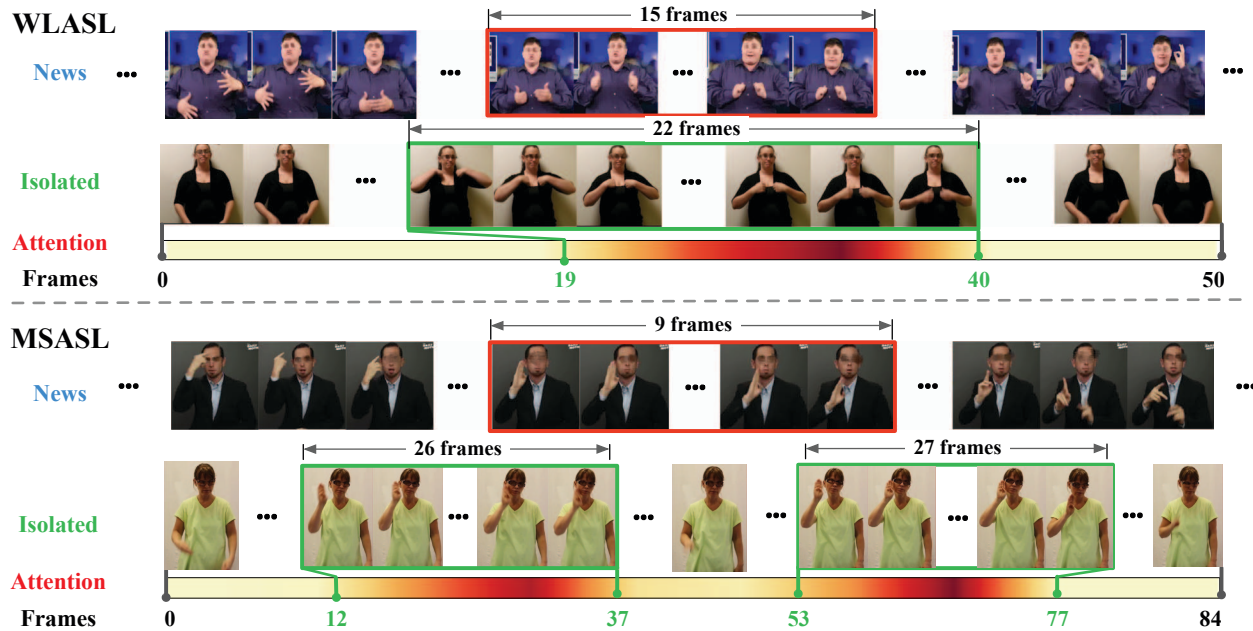 WLASL
15 frames
News
22 frames
Isolated
Attention
Frames 0 19 40 50
MSASL
9 frames
News
26 frames 27 frames
Isolated
Attention
Frames 0 12 37 53 77 84